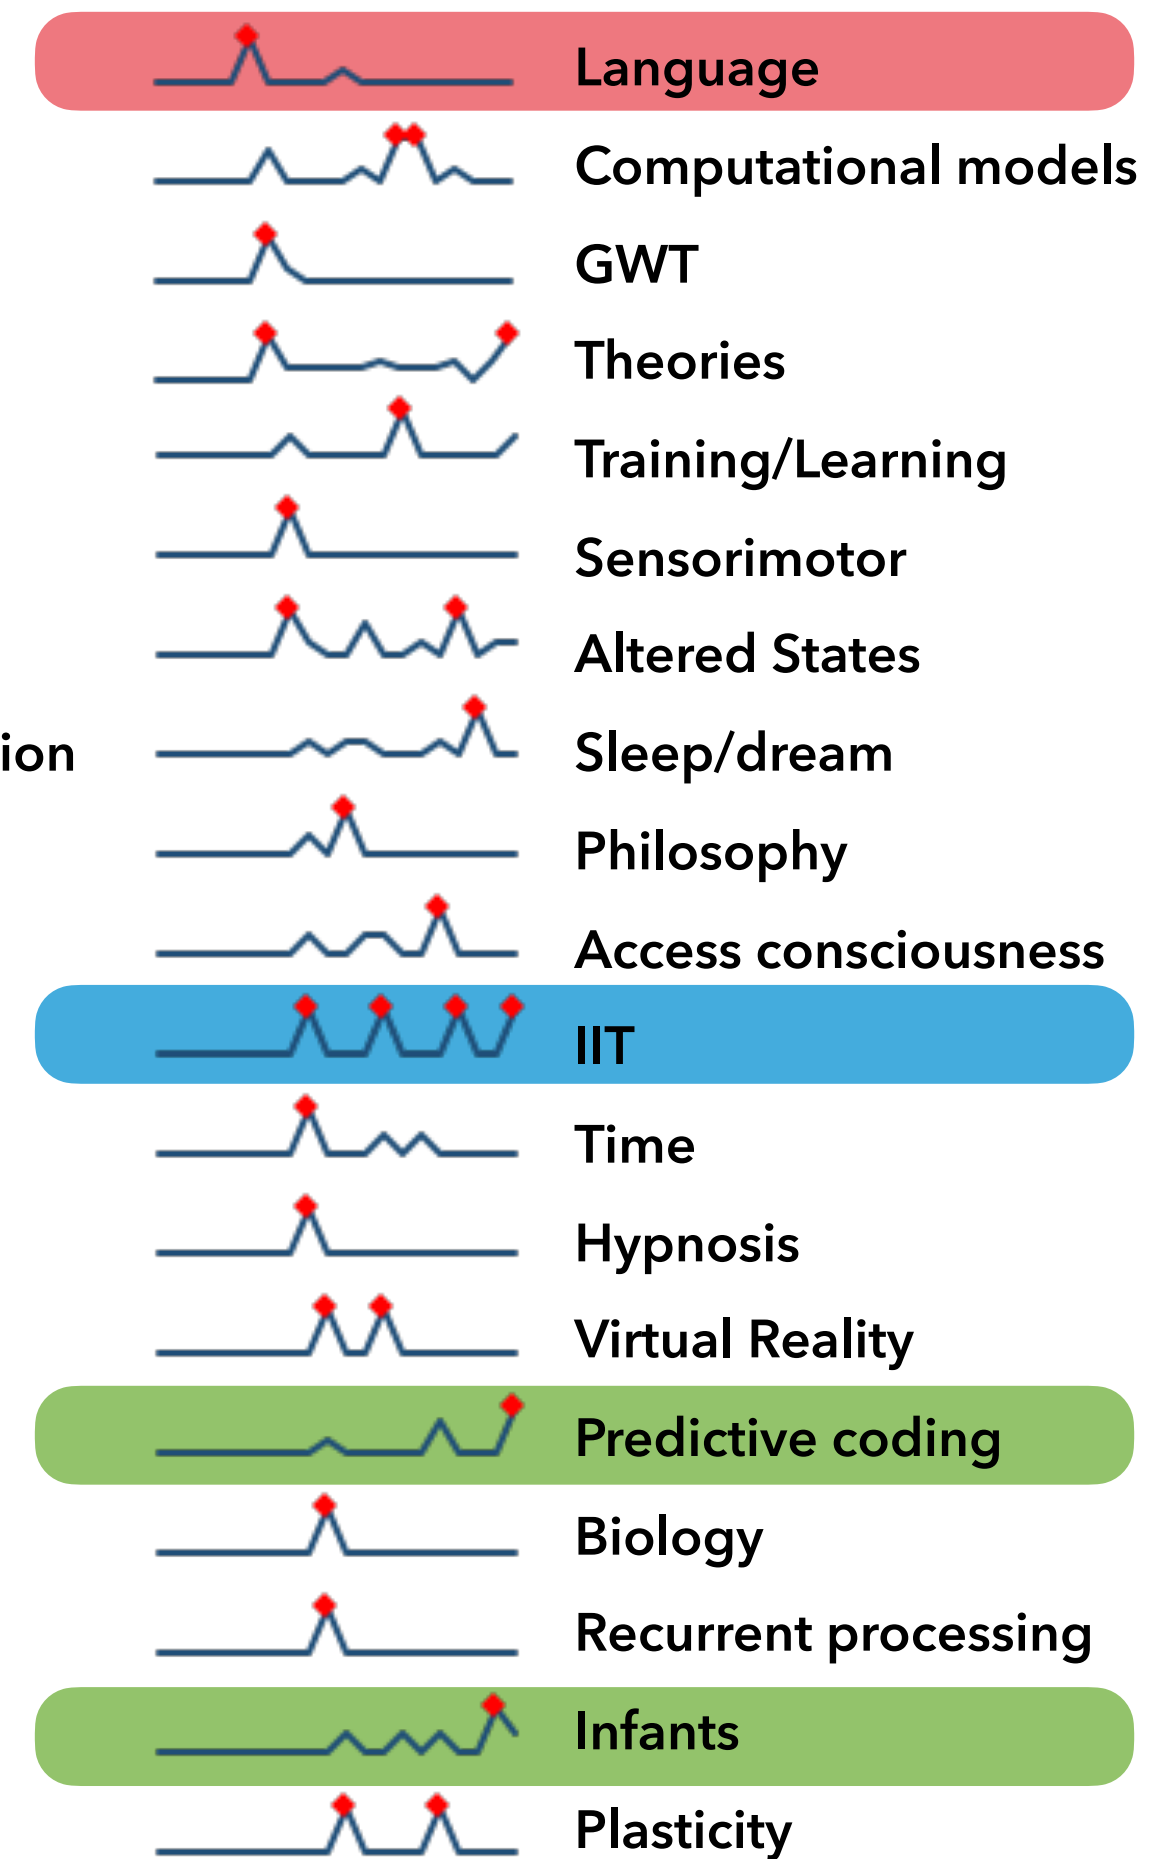 Language
Computational models
GWT
Theories
Training/Learning
Sensorimotor
Altered States
ion
Sleep/dream
Philosophy
Access consciousness
IIT
Time
Hypnosis
Virtual Reality
Predictive coding
Biology
Recurrent processing
Infants
Plasticity